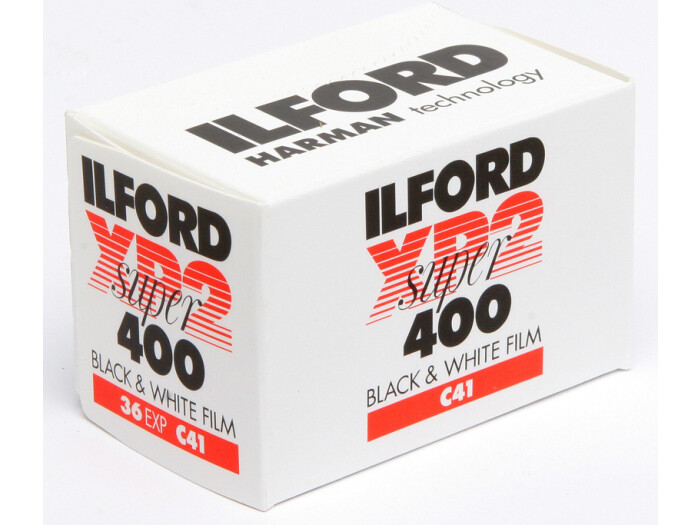 ILFORD
HARMAN technology
ILFORD
XP2
super
400
BLACK & WHITE FILM
36 EXP C41
ILFORD
XP2
super
400
BLACK & WHITE FILM
C41